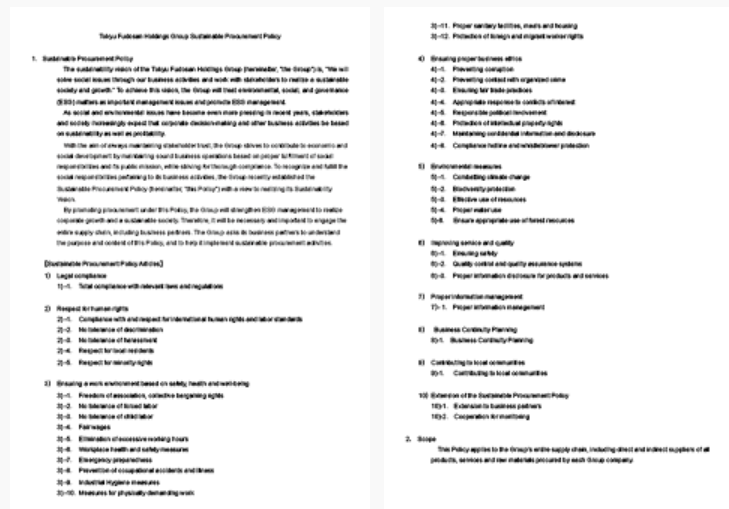 Tokyu Fudosan Holdings Group Sustainable Procurement Policy
1. Sustainable Procurement Policy
The sustainability vision of the Tokyu Fudosan Holdings Group (hereinafter, "the Group") is, "We will
solve social issues through our business activities and work with stakeholders to realize a sustainable
society and growth." To achieve this vision, the Group will treat environmental, social, and governance
(ESG) matters as important management issues and promote ESG management.
As social and environmental issues have become even more pressing in recent years, stakeholders
and society increasingly expect that corporate decision-making and other business activities be based
on sustainability as well as profitability.
With the aim of always maintaining stakeholder trust, the Group strives to contribute to economic and
social development by maintaining sound business operations based on proper fulfilment of social
responsibilities and its public mission, while striving for thorough compliance. To recognize and fulfill the
social responsibilities pertaining to its business activities, the Group recently established the
Sustainable Procurement Policy (hereinafter, "this Policy") with a view to realizing its Sustainability
Vision.
By promoting procurement under this Policy, the Group will strengthen ESG management to realize
corporate growth and a sustainable society. Therefore, it will be necessary and important to engage the
entire supply chain, including business partners. The Group asks its business partners to understand
the purpose and content of this Policy, and to help it implement sustainable procurement activities.
[Sustainable Procurement Policy Articles]
1) Legal compliance
1)-1. Total compliance with relevant laws and regulations
2) Respect for human rights
2)-1. Compliance with and respect for international human rights and labor standards
2)-2. No tolerance of discrimination
2)-3. No tolerance of harassment
2)-4. Respect for local residents
2)-5. Respect for minority rights
3) Ensuring a work environment based on safety, health and well-being
3)-1. Freedom of association, collective bargaining rights
3)-2. No tolerance of forced labor
3)-3. No tolerance of child labor
3)-4. Fair wages
3)-5. Elimination of excessive working hours
3)-6. Workplace health and safety measures
3)-7. Emergency preparedness
3)-8. Prevention of occupational accidents and illness
3)-9. Industrial Hygiene measures
3)-10. Measures for physically demanding work
3)-11. Proper sanitary facilities, meals and housing
3)-12. Protection of foreign and migrant worker rights
4) Ensuring proper business ethics
4)-1. Preventing corruption
4)-2. Preventing contact with organized crime
4)-3. Ensuring fair trade practices
4)-4. Appropriate response to conflicts of interest
4)-5. Responsible political involvement
4)-6. Protection of intellectual property rights
4)-7. Maintaining confidential information and disclosure
4)-8. Compliance hotline and whistleblower protection
5) Environmental measures
5)-1. Combatting climate change
5)-2. Biodiversity protection
5)-3. Effective use of resources
5)-4. Proper water use
5)-5. Ensure appropriate use of forest resources
6) Improving service and quality
6)-1. Ensuring safety
6)-2. Quality control and quality assurance systems
6)-3. Proper information disclosure for products and services
7) Proper information management
7)-1. Proper information management
8) Business Continuity Planning
8)-1. Business Continuity Planning
9) Contributing to local communities
9)-1. Contributing to local communities
10) Extension of the Sustainable Procurement Policy
10)-1. Extension to business partners
10)-2. Cooperation for monitoring
2. Scope
This Policy applies to the Group's entire supply chain, including direct and indirect suppliers of all
products, services and raw materials procured by each Group company.